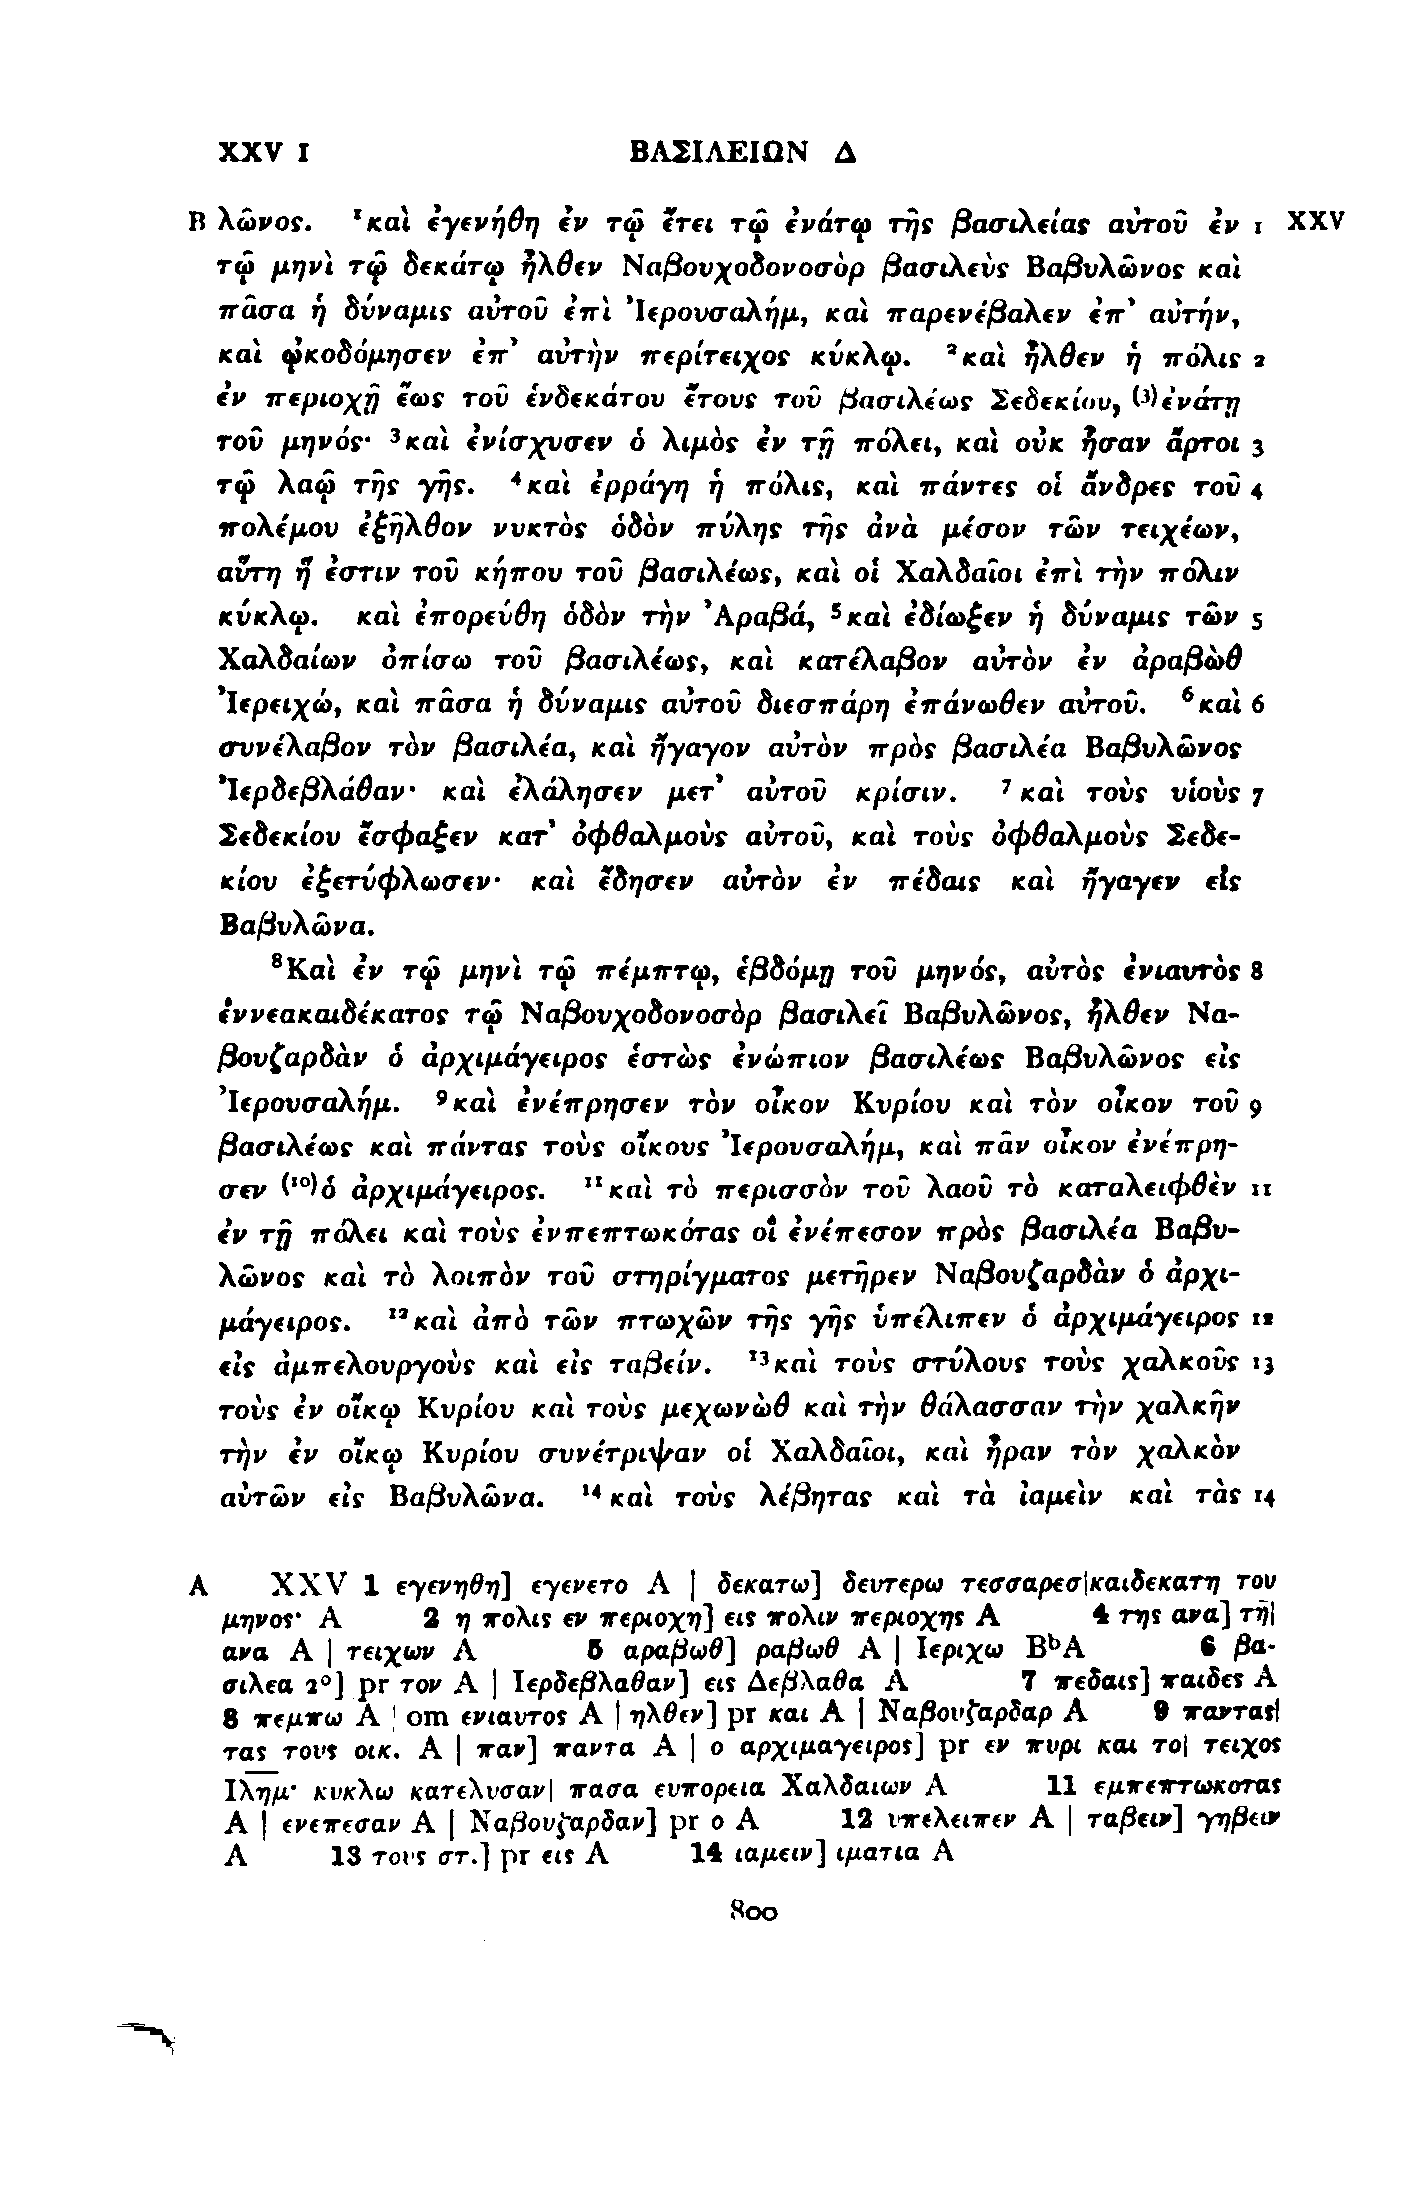 XXV 1 ΒΑΣΙΛΕΙΩΝ Δ
B λῶνος. ¹καὶ ἐγενήθη ἐν τῷ ἔτει τῷ ἐνάτῳ τῆς βασιλείας αὐτοῦ ἐν 1 XXV
τῷ μηνὶ τῷ δεκάτῳ ἦλθεν Ναβουχοδονοσὸρ βασιλεὺς Βαβυλῶνος καὶ
πᾶσα ἡ δύναμις αὐτοῦ ἐπὶ Ἰερουσαλήμ, καὶ παρενέβαλεν ἐπ᾽ αὐτήν,
καὶ ᾠκοδόμησεν ἐπ᾽ αὐτὴν περίτειχος κύκλῳ. ²καὶ ἦλθεν ἡ πόλις 2
ἐν περιοχῇ ἕως τοῦ ἑνδεκάτου ἔτους τοῦ βασιλέως Σεδεκίου, ⁽³⁾ἐνάτῃ
τοῦ μηνός· ³καὶ ἐνίσχυσεν ὁ λιμὸς ἐν τῇ πόλει, καὶ οὐκ ἦσαν ἄρτοι 3
τῷ λαῷ τῆς γῆς. ⁴καὶ ἐρράγη ἡ πόλις, καὶ πάντες οἱ ἄνδρες τοῦ 4
πολέμου ἐξῆλθον νυκτὸς ὁδὸν πύλης τῆς ἀνὰ μέσον τῶν τειχέων,
αὕτη ἥ ἐστιν τοῦ κήπου τοῦ βασιλέως, καὶ οἱ Χαλδαῖοι ἐπὶ τὴν πόλιν
κύκλῳ. καὶ ἐπορεύθη ὁδὸν τὴν Ἀραβά, ⁵καὶ ἐδίωξεν ἡ δύναμις τῶν 5
Χαλδαίων ὀπίσω τοῦ βασιλέως, καὶ κατέλαβον αὐτὸν ἐν ἀραβὼθ
Ἰερειχώ, καὶ πᾶσα ἡ δύναμις αὐτοῦ διεσπάρη ἐπάνωθεν αὐτοῦ. ⁶καὶ 6
συνέλαβον τὸν βασιλέα, καὶ ἤγαγον αὐτὸν πρὸς βασιλέα Βαβυλῶνος
Ἰερδεβλάθαν· καὶ ἐλάλησεν μετ᾽ αὐτοῦ κρίσιν. ⁷καὶ τοὺς υἱοὺς 7
Σεδεκίου ἔσφαξεν κατ᾽ ὀφθαλμοὺς αὐτοῦ, καὶ τοὺς ὀφθαλμοὺς Σεδε-
κίου ἐξετύφλωσεν· καὶ ἔδησεν αὐτὸν ἐν πέδαις καὶ ἤγαγεν εἰς
Βαβυλῶνα.
⁸Καὶ ἐν τῷ μηνὶ τῷ πέμπτῳ, ἑβδόμῃ τοῦ μηνός, αὐτὸς ἐνιαυτὸς 8
ἐννεακαιδέκατος τῷ Ναβουχοδονοσὸρ βασιλεῖ Βαβυλῶνος, ἦλθεν Να-
βουζαρδὰν ὁ ἀρχιμάγειρος ἑστὼς ἐνώπιον βασιλέως Βαβυλῶνος εἰς
Ἰερουσαλήμ. ⁹καὶ ἐνέπρησεν τὸν οἶκον Κυρίου καὶ τὸν οἶκον τοῦ 9
βασιλέως καὶ πάντας τοὺς οἴκους Ἰερουσαλήμ, καὶ πᾶν οἶκον ἐνέπρη-
σεν ⁽¹⁰⁾ὁ ἀρχιμάγειρος. ¹¹καὶ τὸ περισσὸν τοῦ λαοῦ τὸ καταλειφθὲν 11
ἐν τῇ πόλει καὶ τοὺς ἐνπεπτωκότας οἳ ἐνέπεσον πρὸς βασιλέα Βαβυ-
λῶνος καὶ τὸ λοιπὸν τοῦ στηρίγματος μετῆρεν Ναβουζαρδὰν ὁ ἀρχι-
μάγειρος. ¹²καὶ ἀπὸ τῶν πτωχῶν τῆς γῆς ὑπέλιπεν ὁ ἀρχιμάγειρος 12
εἰς ἀμπελουργοὺς καὶ εἰς ταβείν. ¹³καὶ τοὺς στύλους τοὺς χαλκοῦς 13
τοὺς ἐν οἴκῳ Κυρίου καὶ τοὺς μεχωνὼθ καὶ τὴν θάλασσαν τὴν χαλκῆν
τὴν ἐν οἴκῳ Κυρίου συνέτριψαν οἱ Χαλδαῖοι, καὶ ἦραν τὸν χαλκὸν
αὐτῶν εἰς Βαβυλῶνα. ¹⁴καὶ τοὺς λέβητας καὶ τὰ ἰαμεὶν καὶ τὰς 14
A XXV 1 εγενηθη] εγενετο A | δεκατω] δευτερω τεσσαρεσ|καιδεκατη του
μηνος· A 2 η πολις εν περιοχη] εις πολιν περιοχης A 4 της ανα] τη̄|
ανα A | τειχων A 5 αραβωθ] ραβωθ A | Ιεριχω BᵇA 6 βα-
σιλεα 2°] pr τον A | Ιερδεβλαθαν] εις Δεβλαθα A 7 πεδαις] παιδες A
8 πεμπω A | om ενιαυτος A | ηλθεν] pr και A | Ναβουζαρδαρ A 9 παντας|
τας τους οικ. A | παν] παντα A | ο αρχιμαγειρος] pr εν πυρι και το| τειχος
Ιλημ· κυκλω κατελυσαν| πασα ευπορεια Χαλδαιων A 11 εμπεπτωκοτας
A | ενεπεσαν A | Ναβουζαρδαν] pr ο A 12 υπελειπεν A | ταβειν] γηβειν
A 13 τους στ.] pr εις A 14 ιαμειν] ιματια A
800